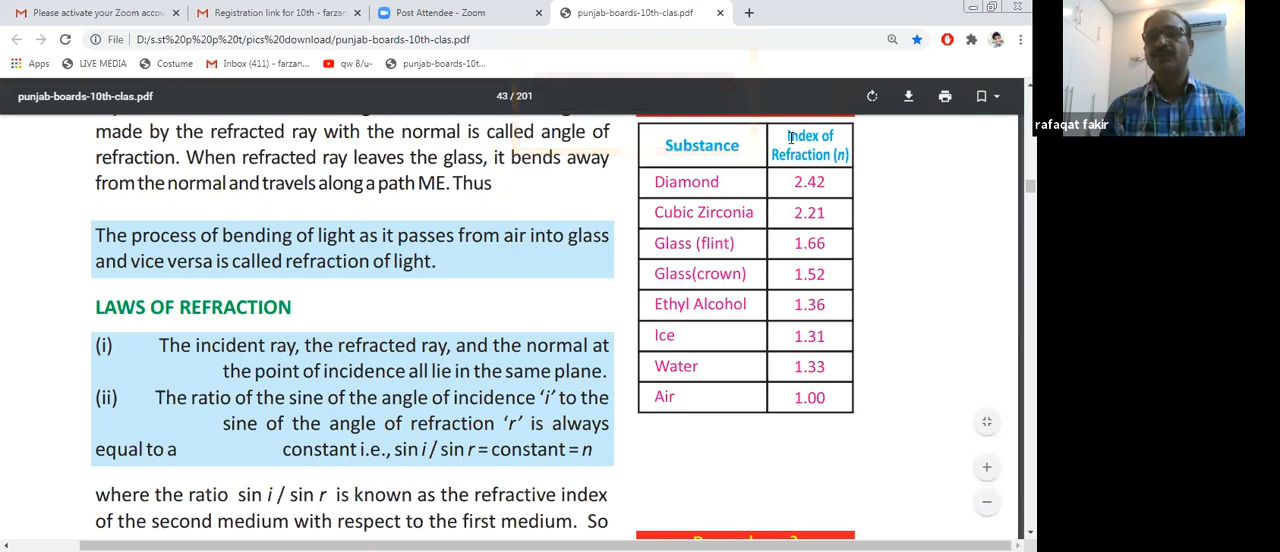 Please activate your Zoom accou
Registration link for 10th - farzan
Post Attendee - Zoom
punjab-boards-10th-clas.pdf
File
D:/s.st%20p%20p%20t/pics%20download/punjab-boards-10th-clas.pdf
Apps
LIVE MEDIA
Costume
Inbox (411) - farzan...
qw 8/u-
punjab-boards-10t...
punjab-boards-10th-clas.pdf
43 / 201
rafaqat fakir
made by the refracted ray with the normal is called angle of
refraction. When refracted ray leaves the glass, it bends away
from the normal and travels along a path ME. Thus
The process of bending of light as it passes from air into glass
and vice versa is called refraction of light.
LAWS OF REFRACTION
(i) The incident ray, the refracted ray, and the normal at
the point of incidence all lie in the same plane.
(ii) The ratio of the sine of the angle of incidence ‘i’ to the
sine of the angle of refraction ‘r’ is always
equal to a constant i.e., sin i / sin r = constant = n
where the ratio sin i / sin r is known as the refractive index
of the second medium with respect to the first medium. So
Substance Index of
Refraction (n)
Diamond 2.42
Cubic Zirconia 2.21
Glass (flint) 1.66
Glass(crown) 1.52
Ethyl Alcohol 1.36
Ice 1.31
Water 1.33
Air 1.00